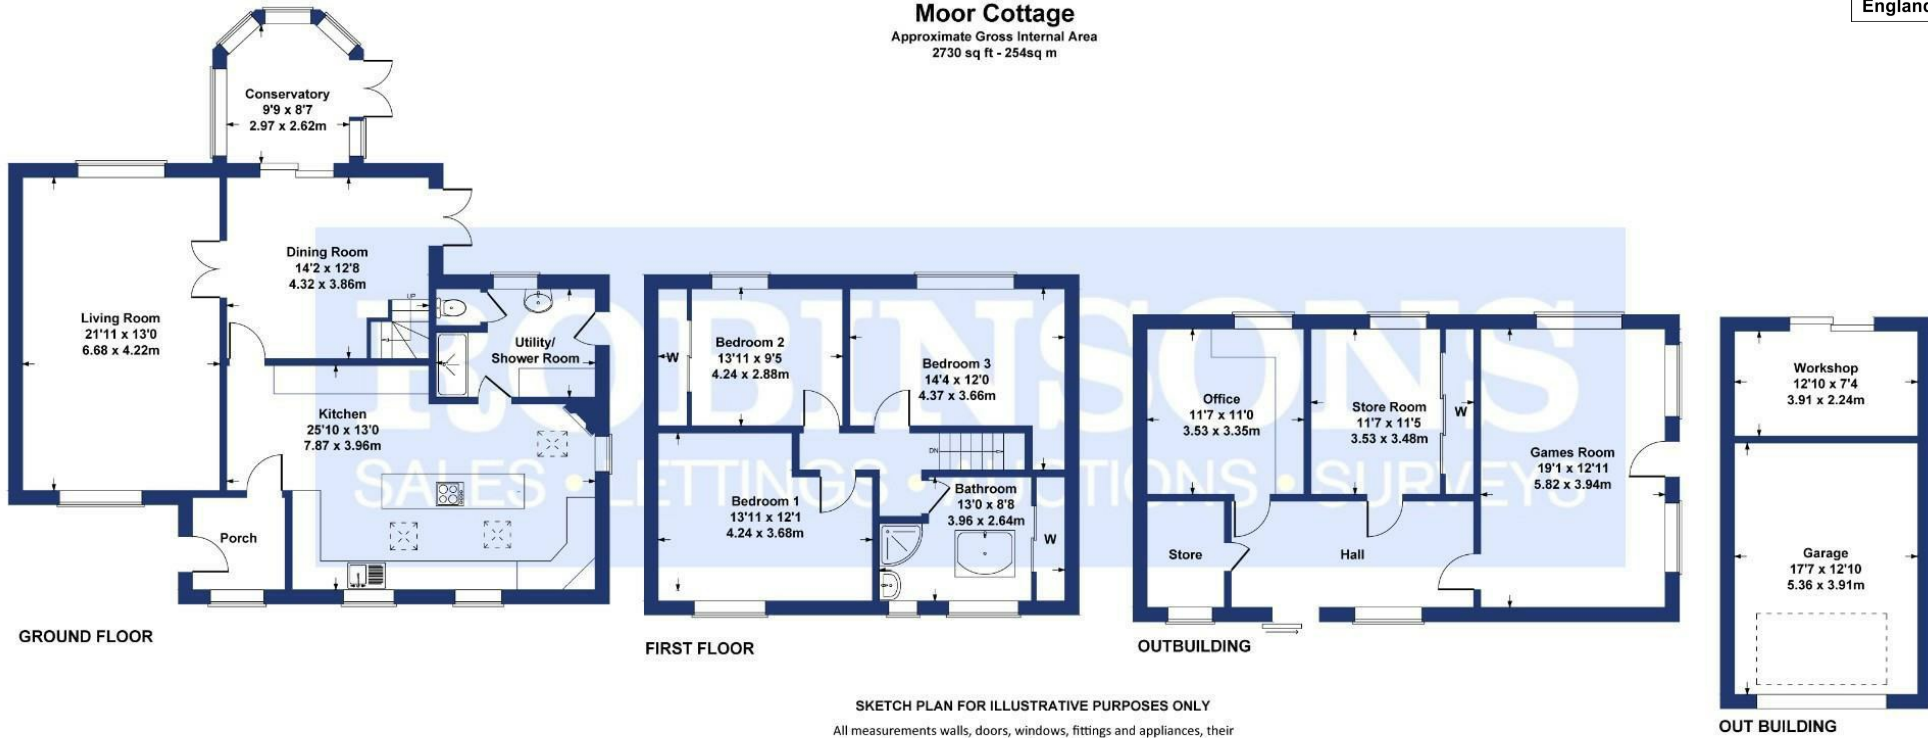 Moor Cottage
Approximate Gross Internal Area
2730 sq ft - 254sq m
England
Conservatory
9'9 x 8'7
2.97 x 2.62m
Dining Room
14'2 x 12'8
4.32 x 3.86m
Living Room
21'11 x 13'0
6.68 x 4.22m
Utility/
Shower Room
Kitchen
25'10 x 13'0
7.87 x 3.96m
Porch
GROUND FLOOR
W
Bedroom 2
13'11 x 9'5
4.24 x 2.88m
Bedroom 3
14'4 x 12'0
4.37 x 3.66m
DN
Bedroom 1
13'11 x 12'1
4.24 x 3.68m
Bathroom
13'0 x 8'8
3.96 x 2.64m
W
FIRST FLOOR
Office
11'7 x 11'0
3.53 x 3.35m
Store Room
11'7 x 11'5
3.53 x 3.48m
W
Games Room
19'1 x 12'11
5.82 x 3.94m
Store
Hall
OUTBUILDING
Workshop
12'10 x 7'4
3.91 x 2.24m
Garage
17'7 x 12'10
5.36 x 3.91m
OUT BUILDING
ROBINSONS
SALES • LETTINGS • AUCTIONS • SURVEYS
SKETCH PLAN FOR ILLUSTRATIVE PURPOSES ONLY
All measurements walls, doors, windows, fittings and appliances, their